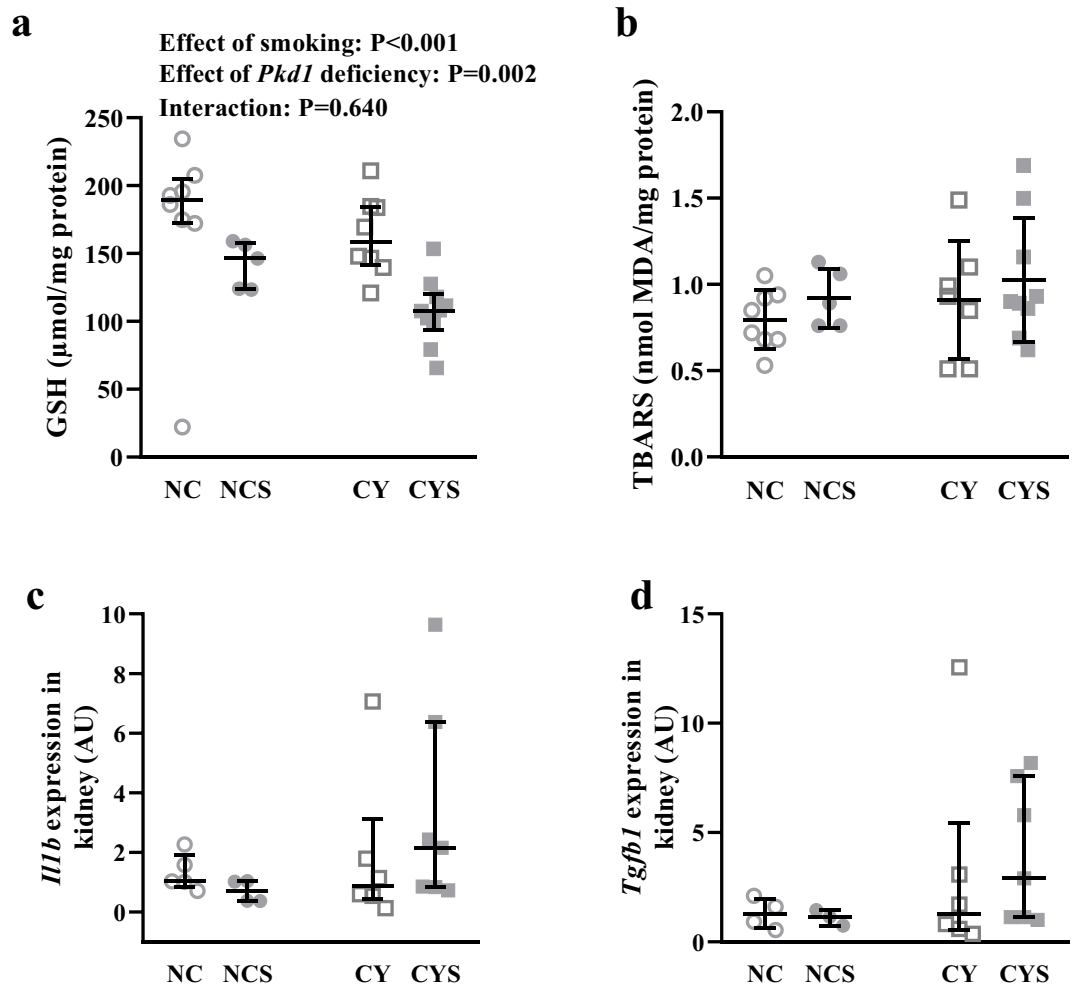 a
Effect of smoking: P<0.001
Effect of Pkd1 deficiency: P=0.002
Interaction: P=0.640
GSH (µmol/mg protein)
250
200
150
100
50
0
NC NCS CY CYS
b
TBARS (nmol MDA/mg protein)
2.0
1.5
1.0
0.5
0.0
NC NCS CY CYS
c
Il1b expression in
kidney (AU)
10
8
6
4
2
0
NC NCS CY CYS
d
Tgfb1 expression in
kidney (AU)
15
10
5
0
NC NCS CY CYS